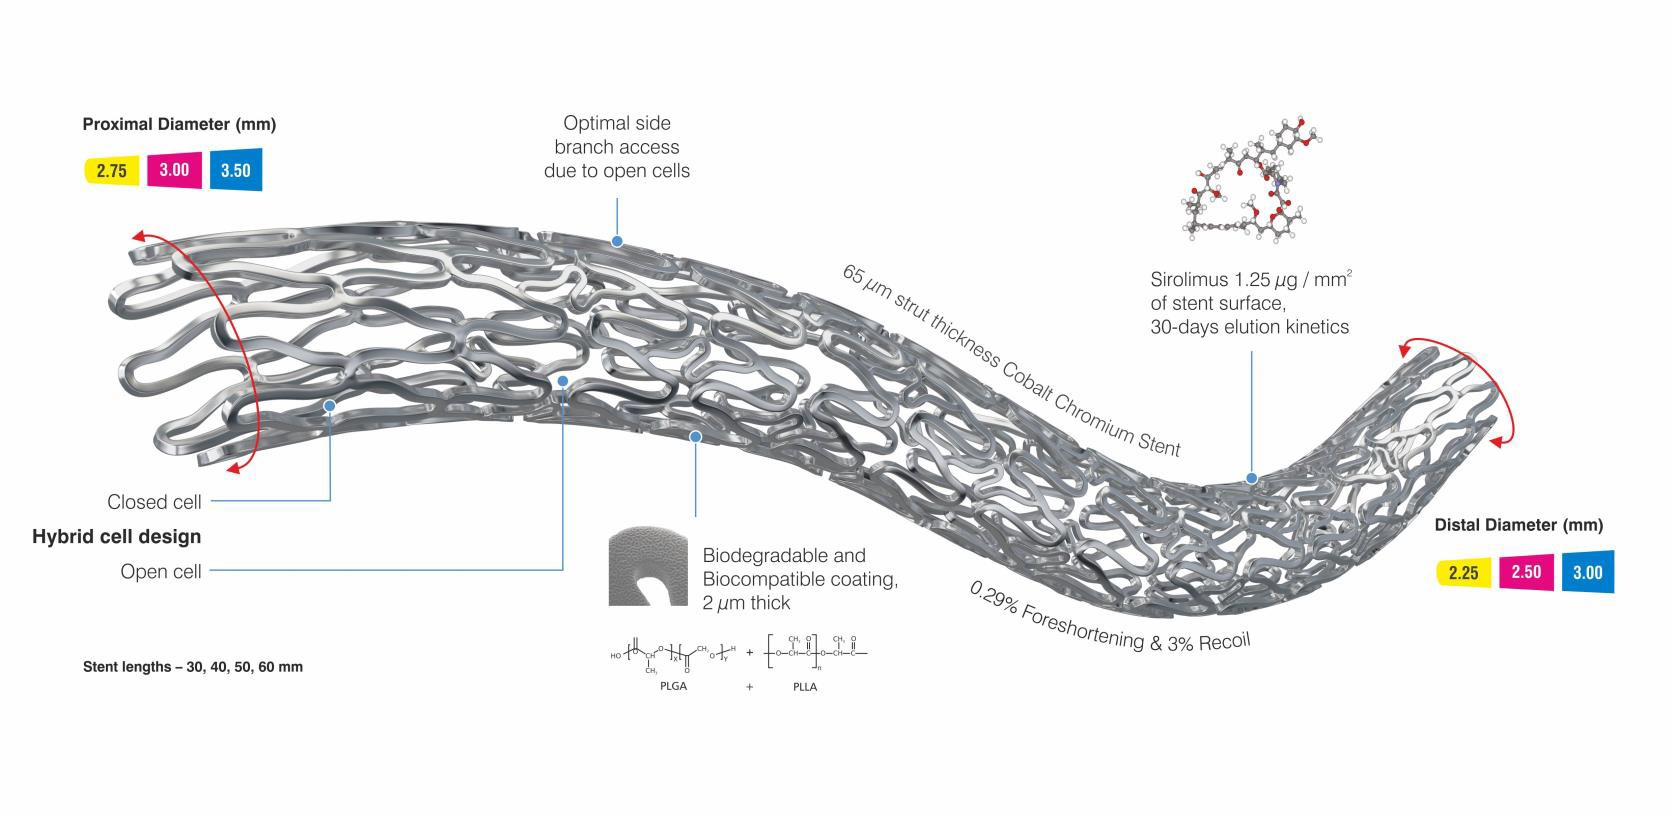 Proximal Diameter (mm)
2.75 3.00 3.50
Optimal side
branch access
due to open cells
65 µm strut thickness Cobalt Chromium Stent
Sirolimus 1.25 µg / mm²
of stent surface,
30-days elution kinetics
Closed cell
Hybrid cell design
Open cell
Biodegradable and
Biocompatible coating,
2 µm thick
0.29% Foreshortening & 3% Recoil
Distal Diameter (mm)
2.25 2.50 3.00
Stent lengths – 30, 40, 50, 60 mm
PLGA + PLLA